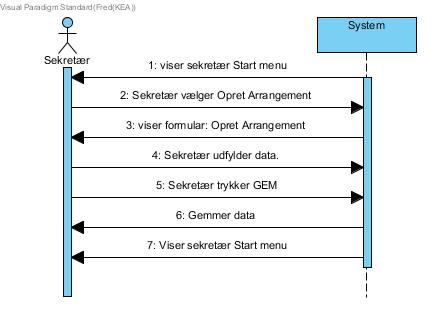 Visual Paradigm Standard(Fred(KEA))
System
Sekretær
1: viser sekretær Start menu
2: Sekretær vælger Opret Arrangement
3: viser formular: Opret Arrangement
4: Sekretær udfylder data.
5: Sekretær trykker GEM
6: Gemmer data
7: Viser sekretær Start menu